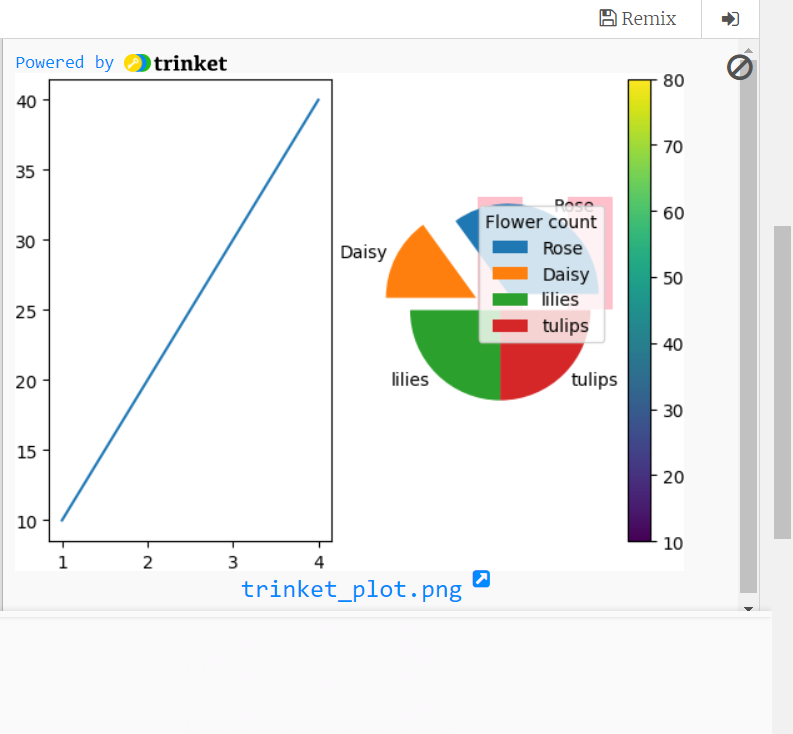 Remix
Powered by trinket
40
35
30
25
20
15
10
1 2 3 4
Daisy
Rose
lilies
tulips
Flower count
Rose
Daisy
lilies
tulips
80
70
60
50
40
30
20
10
trinket_plot.png